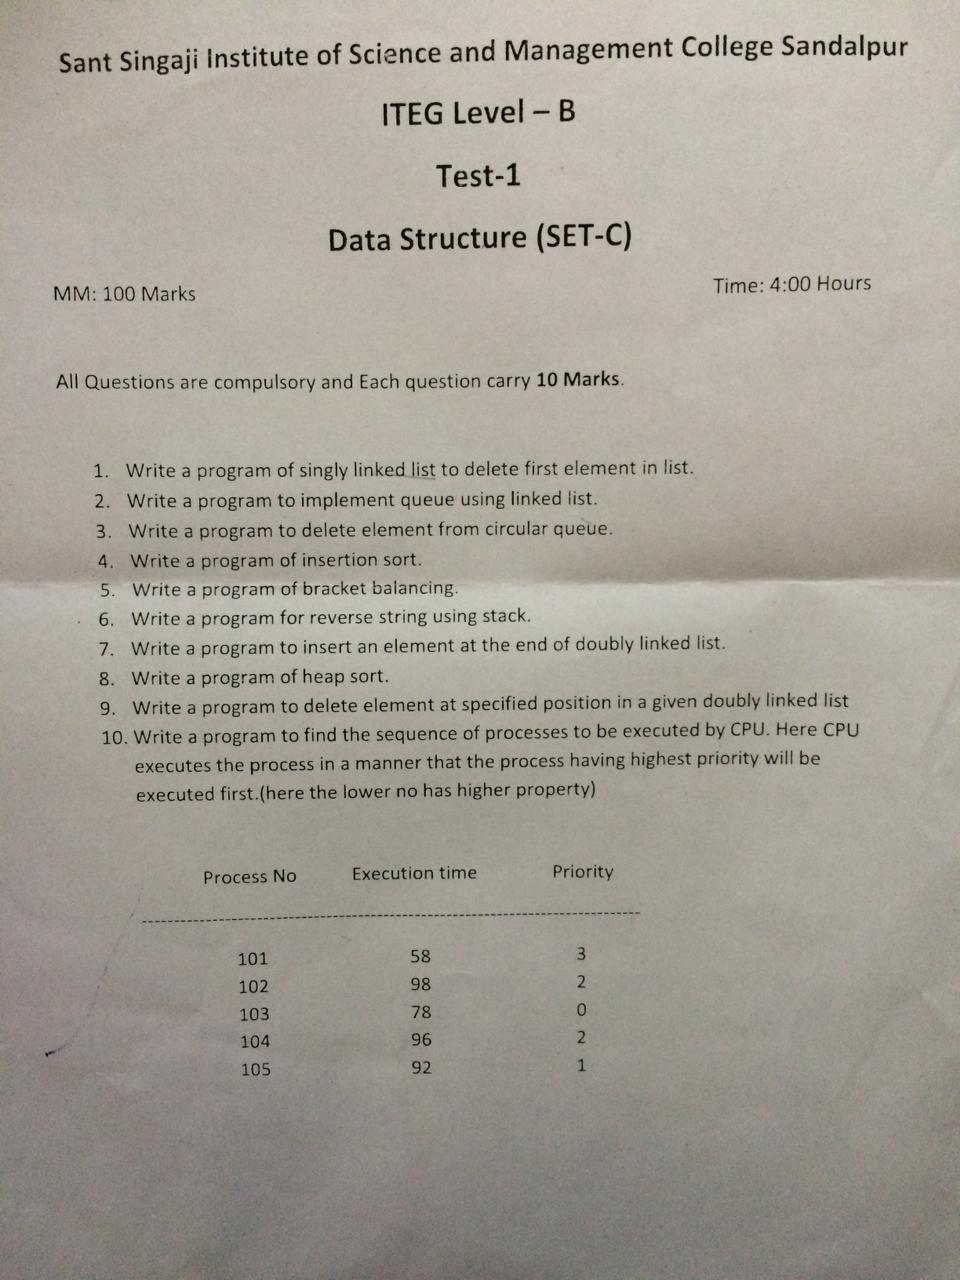 Sant Singaji Institute of Science and Management College Sandalpur
ITEG Level – B
Test-1
Data Structure (SET-C)
MM: 100 Marks Time: 4:00 Hours
All Questions are compulsory and Each question carry 10 Marks.
1. Write a program of singly linked list to delete first element in list.
2. Write a program to implement queue using linked list.
3. Write a program to delete element from circular queue.
4. Write a program of insertion sort.
5. Write a program of bracket balancing.
6. Write a program for reverse string using stack.
7. Write a program to insert an element at the end of doubly linked list.
8. Write a program of heap sort.
9. Write a program to delete element at specified position in a given doubly linked list
10. Write a program to find the sequence of processes to be executed by CPU. Here CPU
executes the process in a manner that the process having highest priority will be
executed first.(here the lower no has higher property)
Process No Execution time Priority
101 58 3
102 98 2
103 78 0
104 96 2
105 92 1